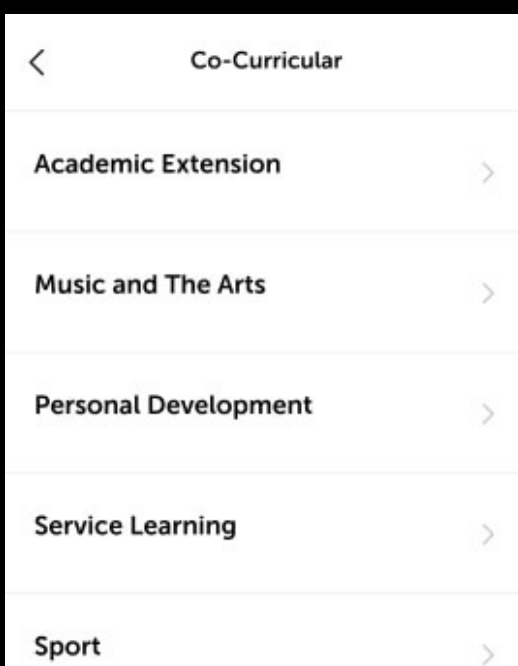 Co-Curricular
Academic Extension
Music and The Arts
Personal Development
Service Learning
Sport